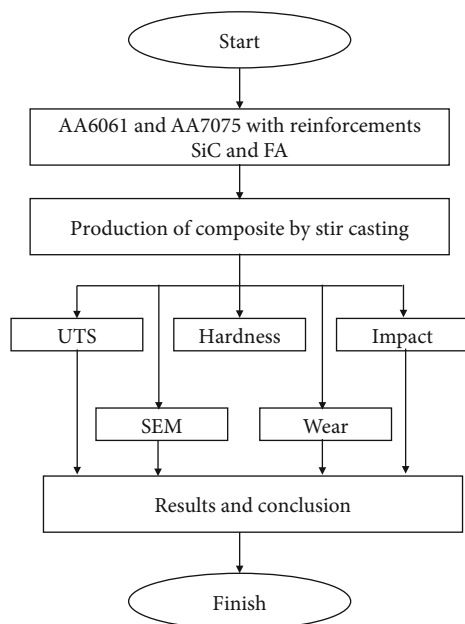 Start
AA6061 and AA7075 with reinforcements
SiC and FA
Production of composite by stir casting
UTS
Hardness
Impact
SEM
Wear
Results and conclusion
Finish